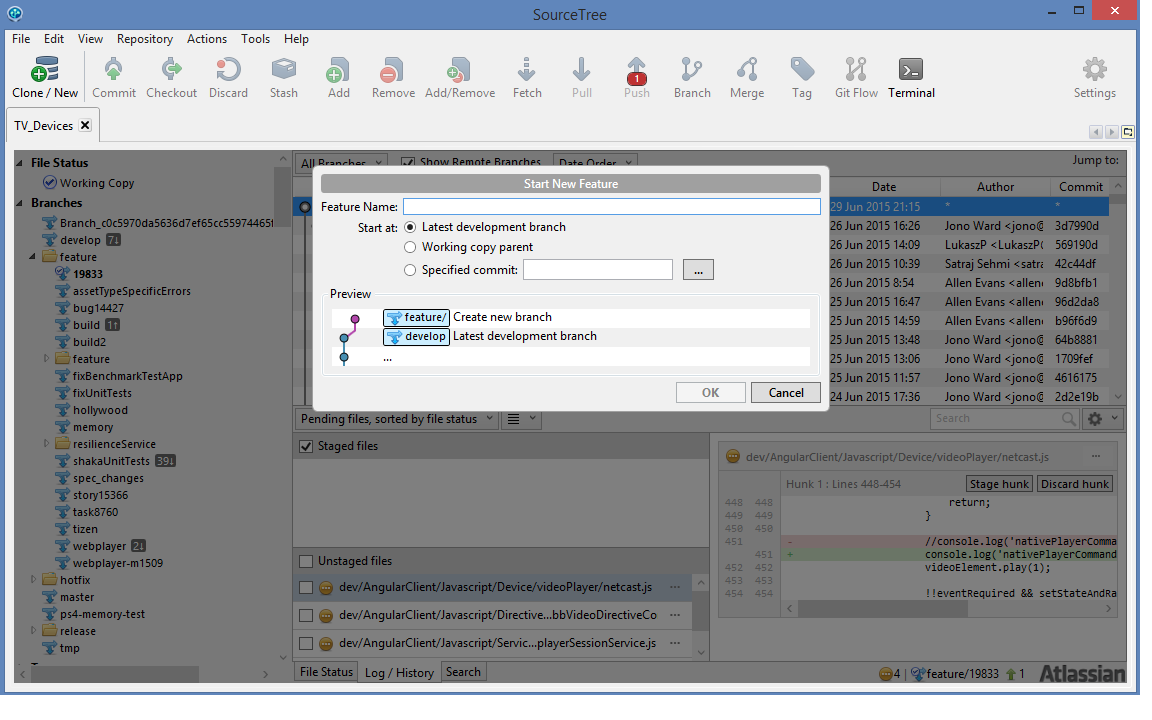 SourceTree
File Edit View Repository Actions Tools Help
1
Clone / New Commit Checkout Discard Stash Add Remove Add/Remove Fetch Pull Push Branch Merge Tag Git Flow Terminal Settings
TV_Devices
File Status
Working Copy
Branches
Branch_c0c5970da5636d7ef65cc55974465f
develop 7↓
feature
19833
assetTypeSpecificErrors
bug14427
build 1↑
build2
feature
fixBenchmarkTestApp
fixUnitTests
hollywood
memory
resilienceService
shakaUnitTests 39↓
spec_changes
story15366
task8760
tizen
webplayer 2↓
webplayer-m1509
hotfix
master
ps4-memory-test
release
tmp
All Branches Show Remote Branches Date Order Jump to:
Start New Feature
Feature Name:
Start at: Latest development branch
Working copy parent
Specified commit: ...
Preview
feature/ Create new branch
develop Latest development branch
...
OK Cancel
Date Author Commit
29 Jun 2015 21:15 * *
26 Jun 2015 16:26 Jono Ward <jono@ 3d7990d
26 Jun 2015 14:09 LukaszP <LukaszP( 569190d
26 Jun 2015 10:39 Satraj Sehmi <satra 42c44df
26 Jun 2015 8:54 Allen Evans <allene 9d8bfb1
25 Jun 2015 16:47 Allen Evans <allene 96d2da8
25 Jun 2015 14:59 Allen Evans <allene b96f6d9
25 Jun 2015 13:48 Jono Ward <jono@ 64b8881
25 Jun 2015 13:06 Jono Ward <jono@ 1709fef
25 Jun 2015 11:57 Jono Ward <jono@ 4616175
24 Jun 2015 17:36 Jono Ward <jono@ 2d2e19b
Pending files, sorted by file status Search
Staged files
Unstaged files
dev/AngularClient/Javascript/Device/videoPlayer/netcast.js ...
dev/AngularClient/Javascript/Directive...bbVideoDirectiveCo ...
dev/AngularClient/Javascript/Servic...playerSessionService.js ...
dev/AngularClient/Javascript/Device/videoPlayer/netcast.js ...
Hunk 1 : Lines 448-454 Stage hunk Discard hunk
448 448 return;
449 449 }
450 450
451 - //console.log('nativePlayerComma
451 + console.log('nativePlayerCommand
452 452 videoElement.play(1);
453 453
454 454 !!eventRequired && setStateAndRa
File Status Log / History Search
4 feature/19833 1 Atlassian